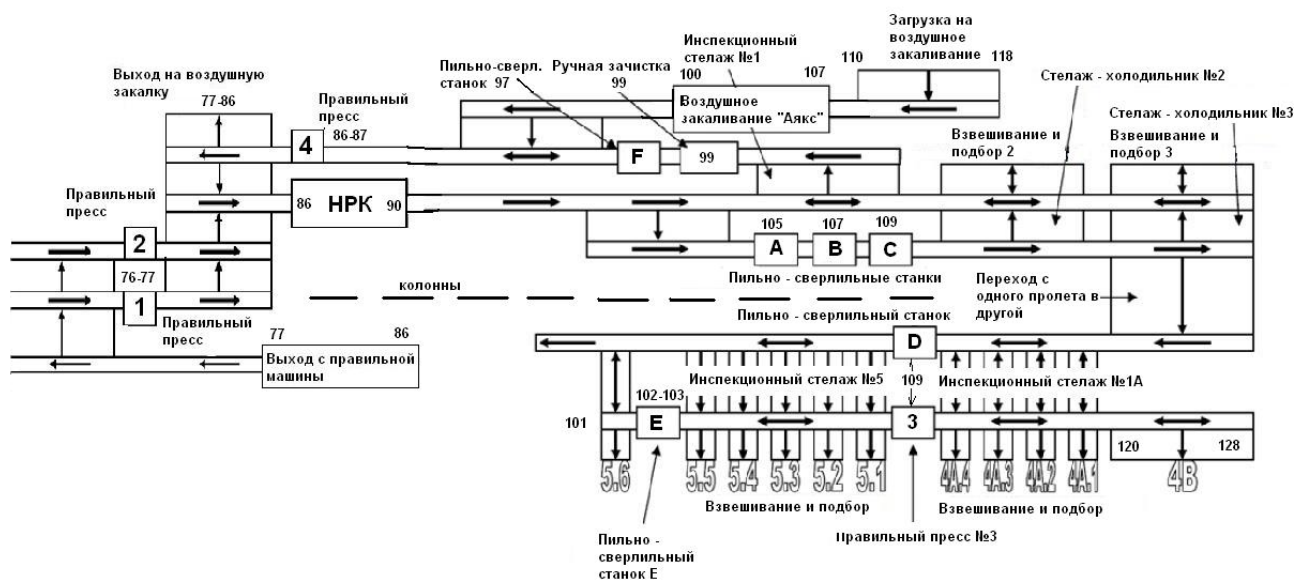 Загрузка на
воздушное
закаливание
110
118
Инспекционный
стелаж №1
100
107
Пильно-сверл.
станок 97
Ручная зачистка
99
Выход на воздушную
закалку
77-86
Правильный
пресс
86-87
Воздушное
закаливание "Аякс"
Стелаж - холодильник №2
Стелаж - холодильник №3
Взвешивание и
подбор 2
Взвешивание и
подбор 3
4
F
99
Правильный
пресс
86
НРК
90
2
105
107
109
A
B
C
76-77
1
Пильно - сверлильные станки
колонны
Переход с
одного пролета в
другой
Правильный
пресс
Пильно - сверлильный станок
77
86
Выход с правильной
машины
D
Инспекционный стелаж №5
109
Инспекционный стелаж №1А
102-103
101
E
3
120
128
5.6
5.5
5.4
5.3
5.2
5.1
4А.4
4А.3
4А.2
4А.1
4В
Взвешивание и подбор
Взвешивание и подбор
Правильный пресс №3
Пильно -
сверлильный
станок Е